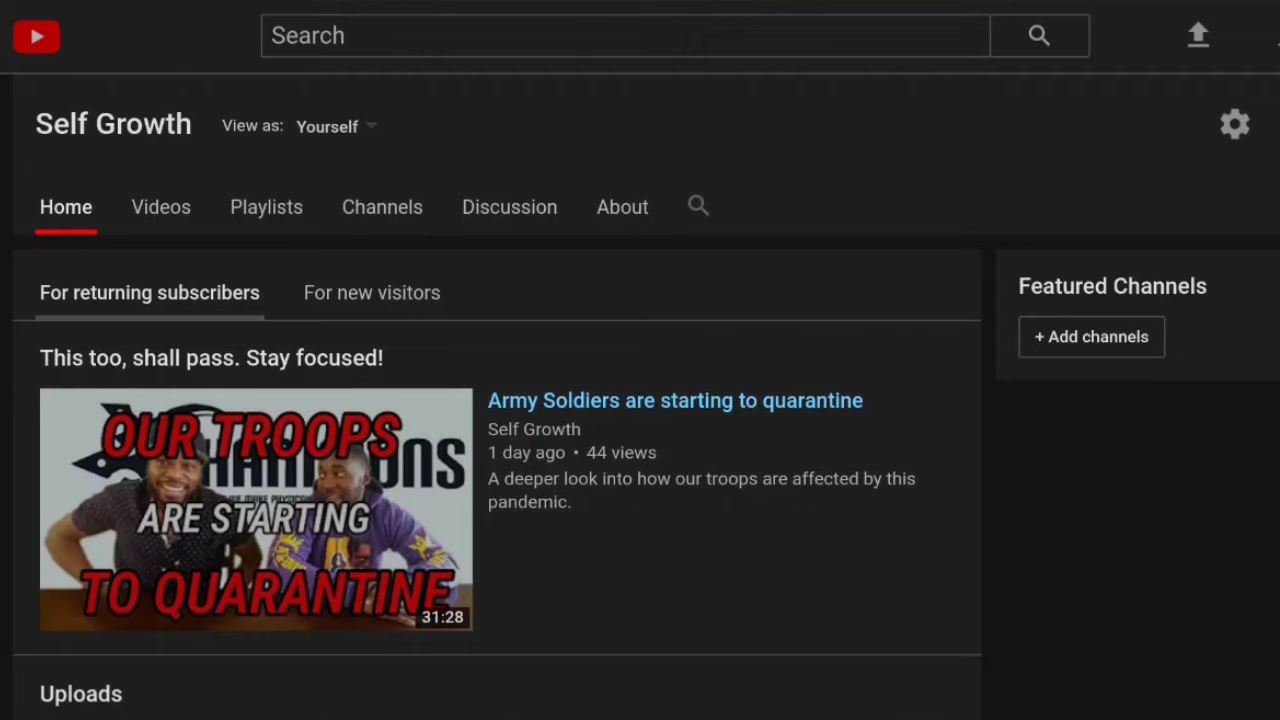 Search
Self Growth
View as: Yourself
Home Videos Playlists Channels Discussion About
For returning subscribers For new visitors
Featured Channels
+ Add channels
This too, shall pass. Stay focused!
OUR TROOPS
ARE STARTING
TO QUARANTINE
31:28
Army Soldiers are starting to quarantine
Self Growth
1 day ago • 44 views
A deeper look into how our troops are affected by this
pandemic.
Uploads